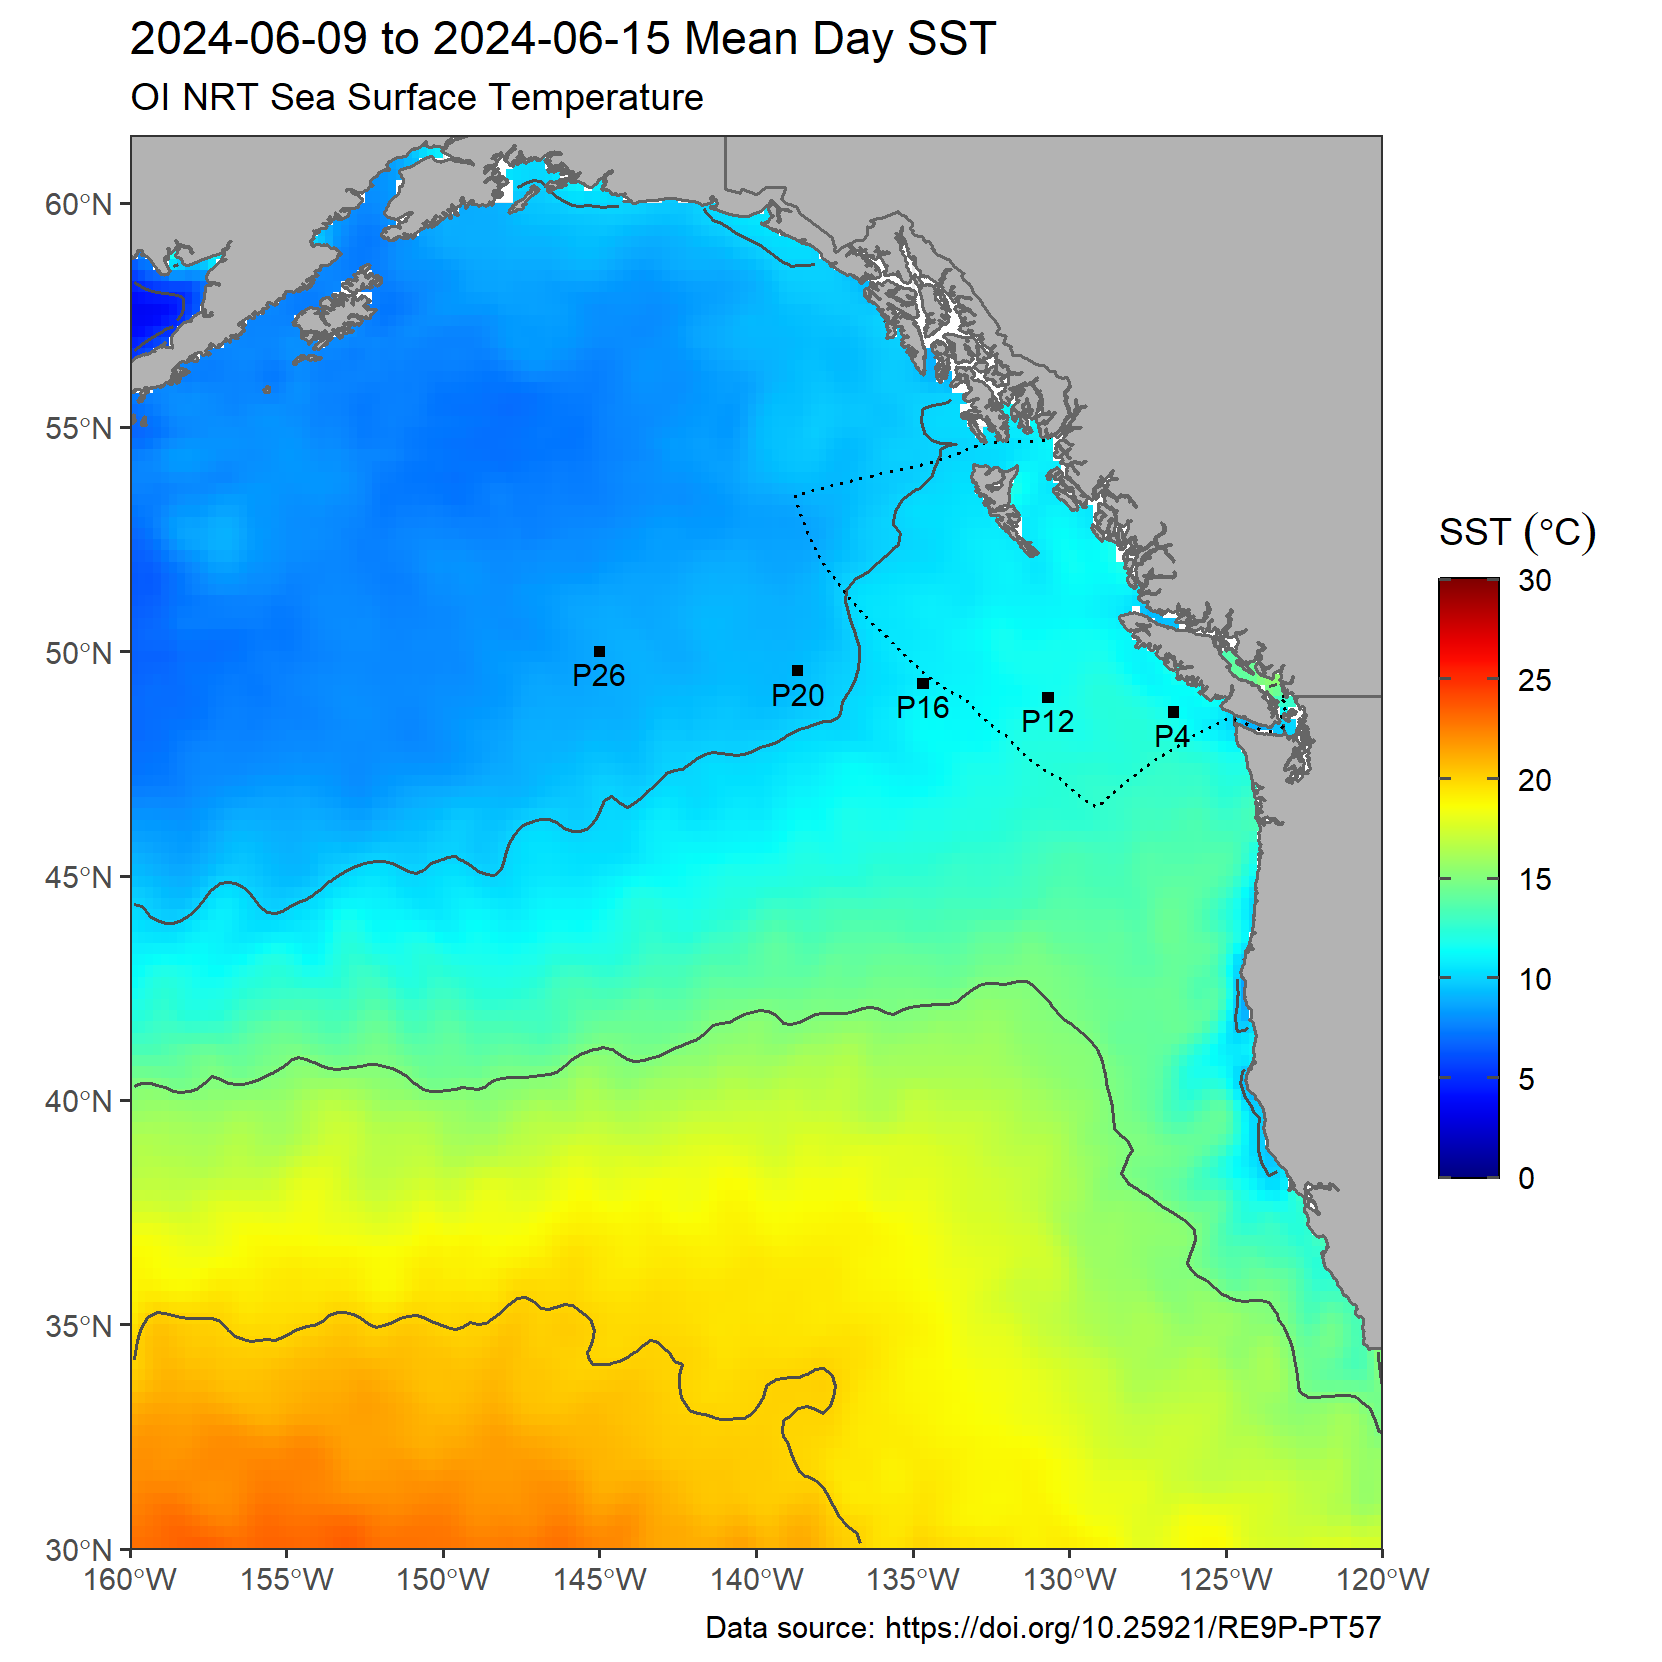 2024-06-09 to 2024-06-15 Mean Day SST
OI NRT Sea Surface Temperature
60°N
55°N
50°N
45°N
40°N
35°N
30°N
P26
P20
P16
P12
P4
SST (°C)
30
25
20
15
10
5
0
160°W 155°W 150°W 145°W 140°W 135°W 130°W 125°W 120°W
Data source: https://doi.org/10.25921/RE9P-PT57